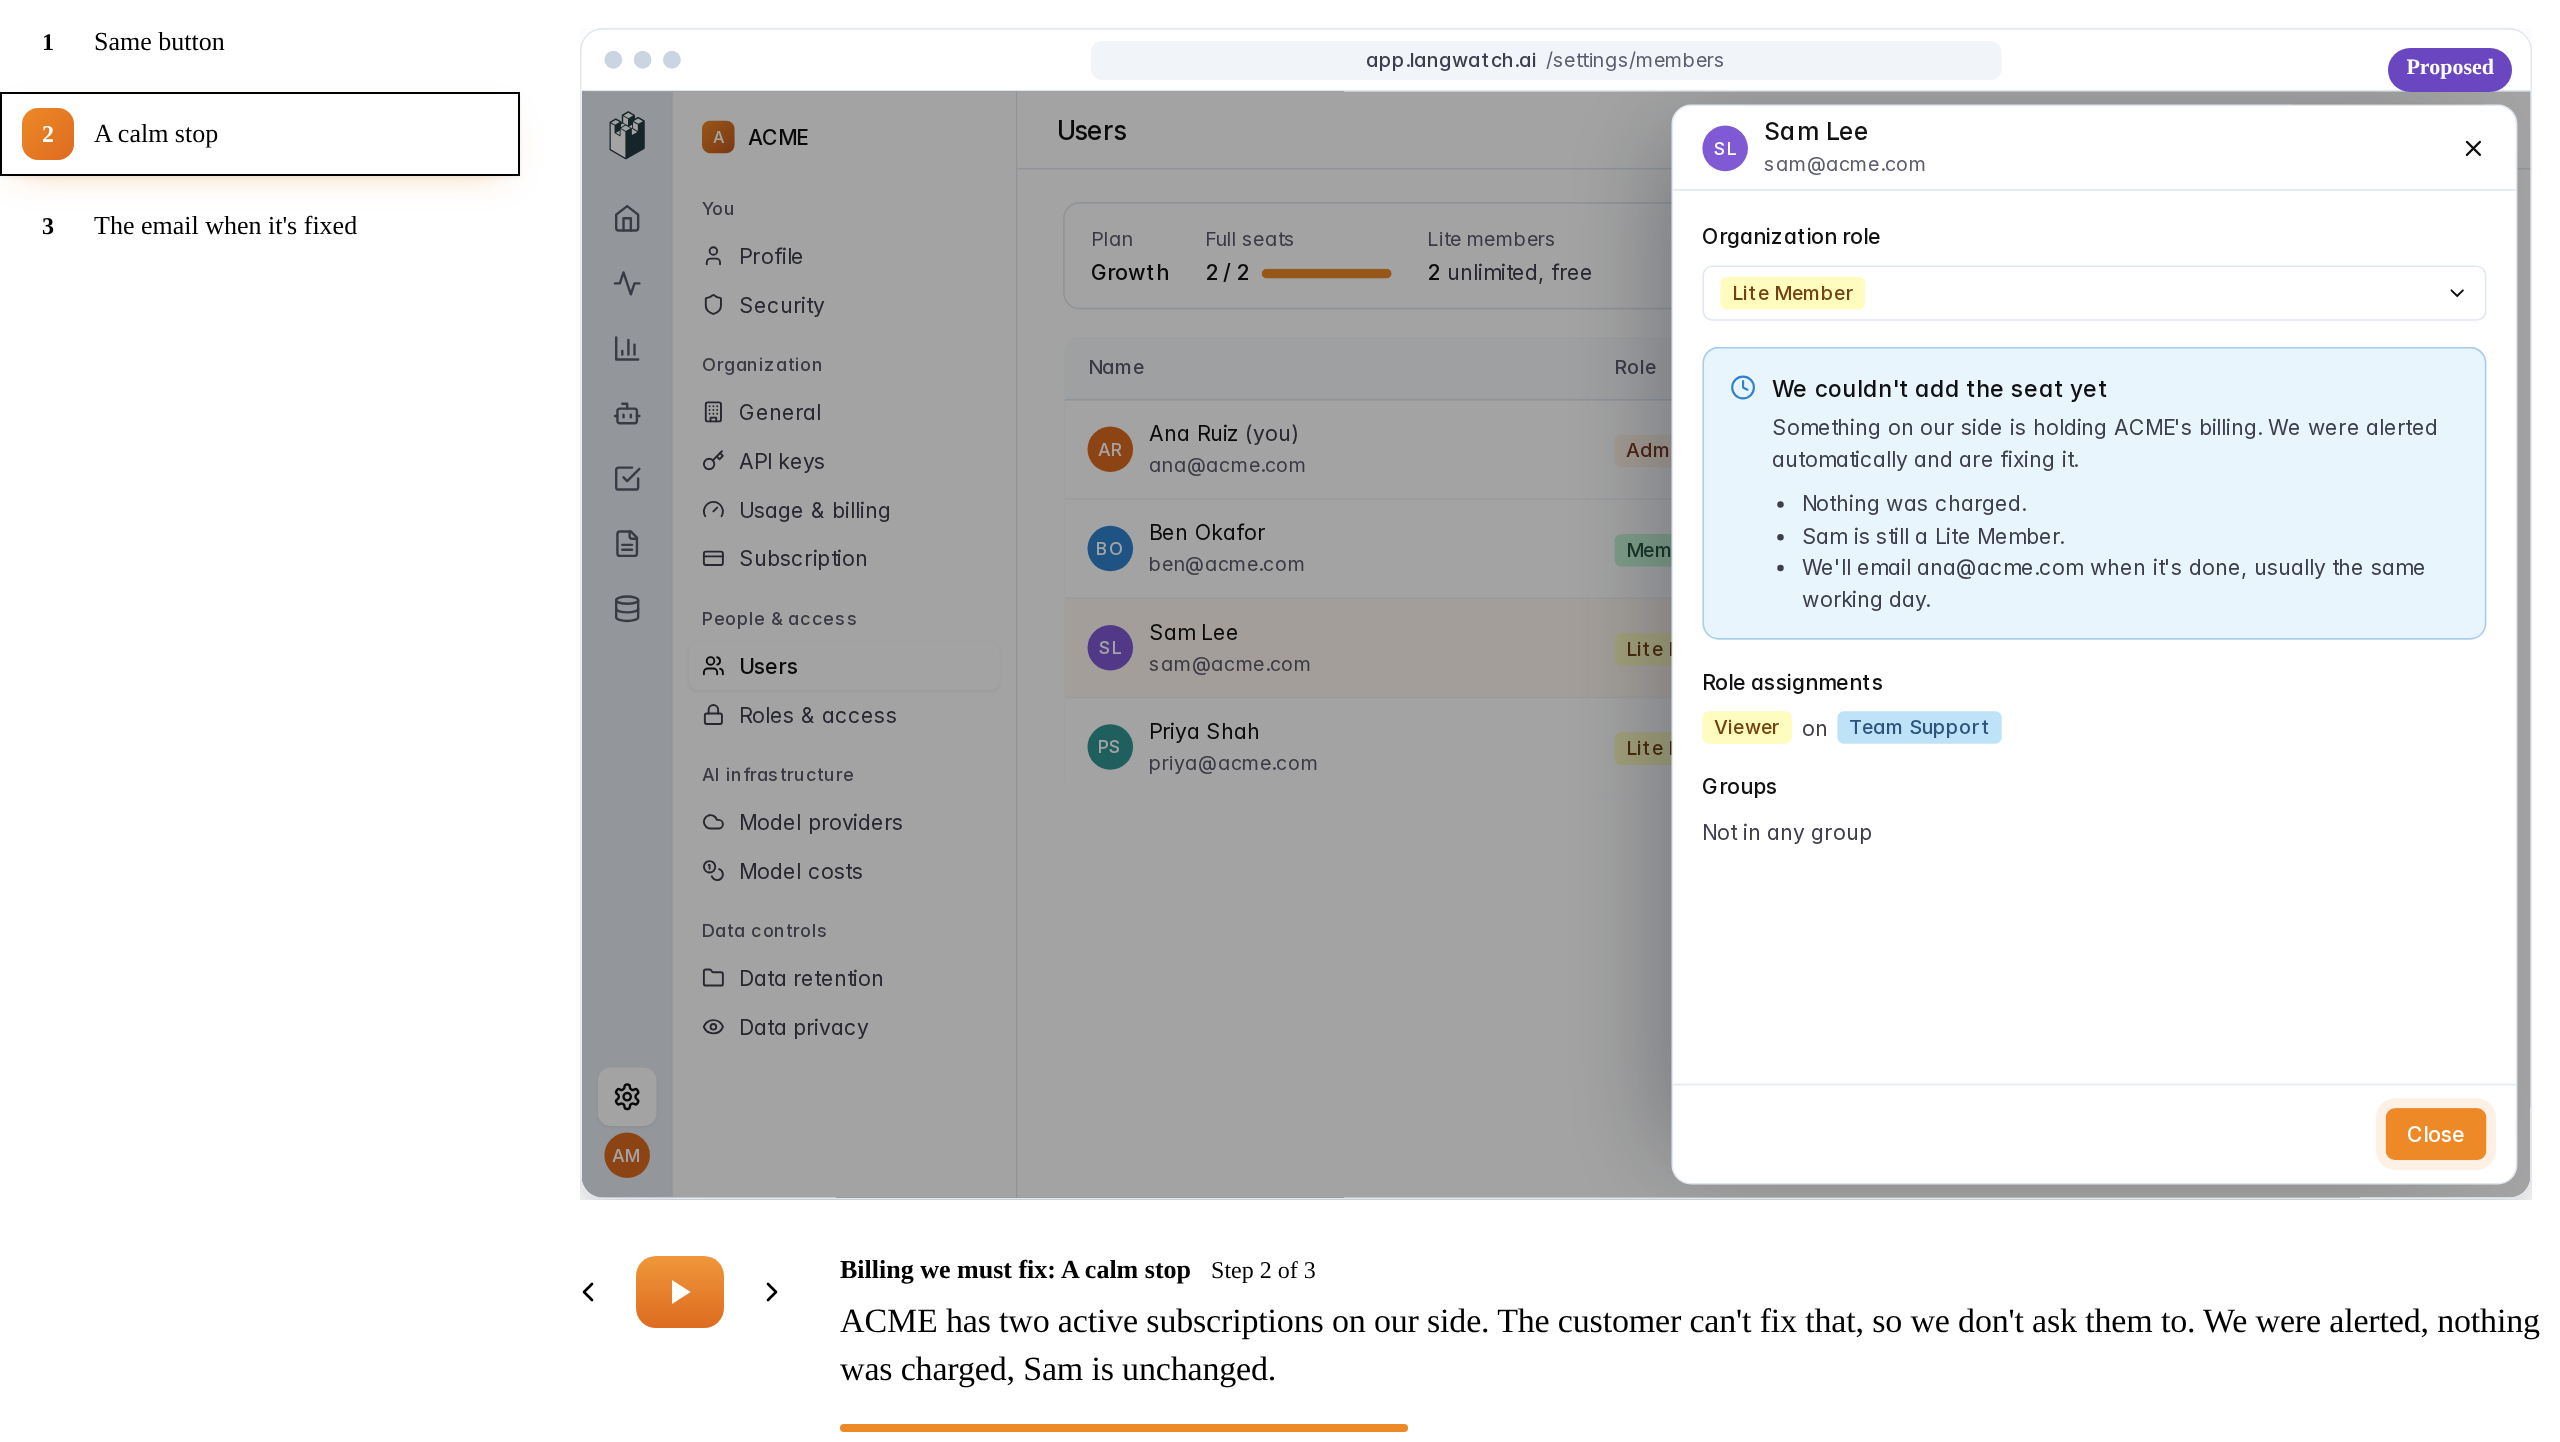 1 Same button
2 A calm stop
3 The email when it's fixed
app.langwatch.ai /settings/members
Proposed
A ACME
You
Profile
Security
Organization
General
API keys
Usage & billing
Subscription
People & access
Users
Roles & access
AI infrastructure
Model providers
Model costs
Data controls
Data retention
Data privacy
AM
Users
Plan Full seats Lite members
Growth 2 / 2 2 unlimited, free
Name Role
AR Ana Ruiz (you) Adm
ana@acme.com
BO Ben Okafor Mem
ben@acme.com
SL Sam Lee Lite
sam@acme.com
PS Priya Shah Lite
priya@acme.com
SL Sam Lee
sam@acme.com
Organization role
Lite Member
We couldn't add the seat yet
Something on our side is holding ACME's billing. We were alerted
automatically and are fixing it.
• Nothing was charged.
• Sam is still a Lite Member.
• We'll email ana@acme.com when it's done, usually the same
working day.
Role assignments
Viewer on Team Support
Groups
Not in any group
Close
Billing we must fix: A calm stop Step 2 of 3
ACME has two active subscriptions on our side. The customer can't fix that, so we don't ask them to. We were alerted, nothing
was charged, Sam is unchanged.